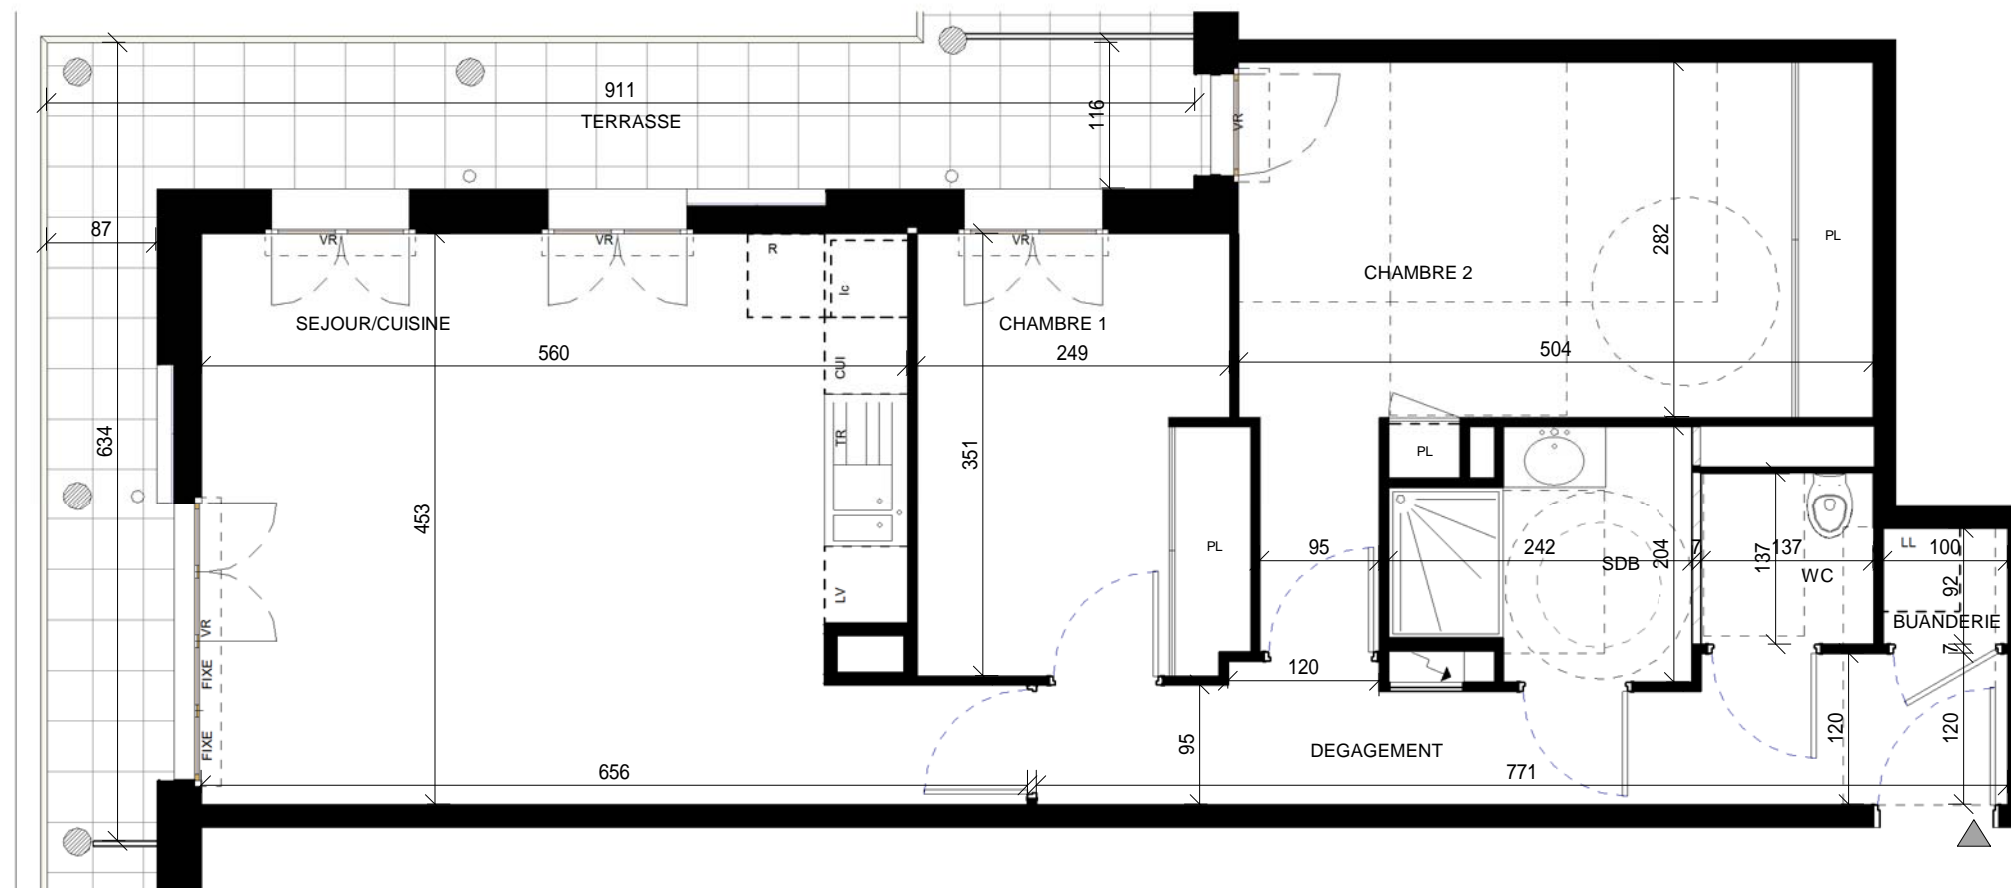 911
TERRASSE
116
VR
87
VR
VR
R
VR
282
PL
CHAMBRE 2
Ic
SEJOUR/CUISINE
CHAMBRE 1
560
249
504
CUI
634
TR
351
PL
453
PL
95
242
SDB
204
7
137
137
WC
LL
100
92
LV
BUANDERIE
VR
7
FIXE
120
FIXE
95
DEGAGEMENT
120
120
656
771